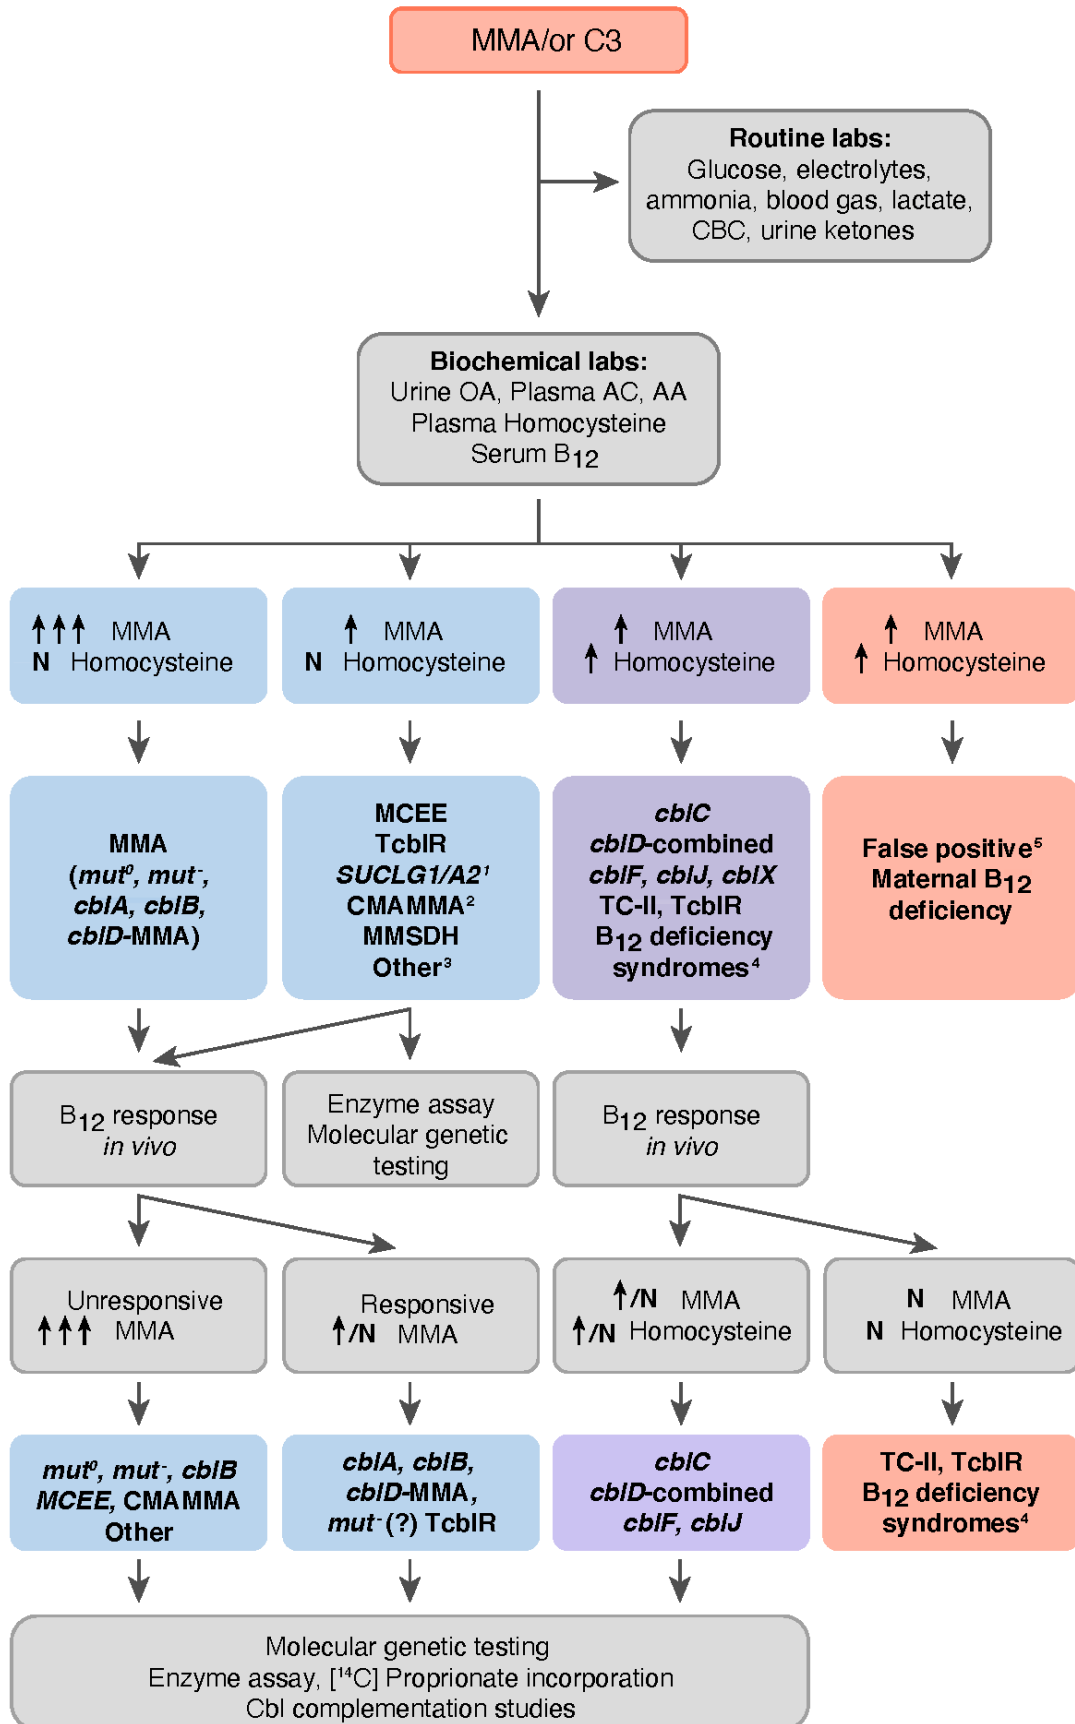 MMA/or C3
Routine labs:
Glucose, electrolytes,
ammonia, blood gas, lactate,
CBC, urine ketones
Biochemical labs:
Urine OA, Plasma AC, AA
Plasma Homocysteine
Serum B12
↑↑↑ MMA
N Homocysteine
↑ MMA
N Homocysteine
↑ MMA
↑ Homocysteine
↑ MMA
↑ Homocysteine
MMA
(mut⁰, mut⁻,
cblA, cblB,
cblD-MMA)
MCEE
TcblR
SUCLG1/A2¹
CMAMMA²
MMSDH
Other³
cblC
cblD-combined
cblF, cblJ, cblX
TC-II, TcblR
B12 deficiency
syndromes⁴
False positive⁵
Maternal B12
deficiency
B12 response
in vivo
Enzyme assay
Molecular genetic
testing
B12 response
in vivo
Unresponsive
↑↑↑ MMA
Responsive
↑/N MMA
↑/N MMA
↑/N Homocysteine
N MMA
N Homocysteine
mut⁰, mut⁻, cblB
MCEE, CMAMMA
Other
cblA, cblB,
cblD-MMA,
mut⁻ (?) TcblR
cblC
cblD-combined
cblF, cblJ
TC-II, TcblR
B12 deficiency
syndromes⁴
Molecular genetic testing
Enzyme assay, [¹⁴C] Proprionate incorporation
Cbl complementation studies